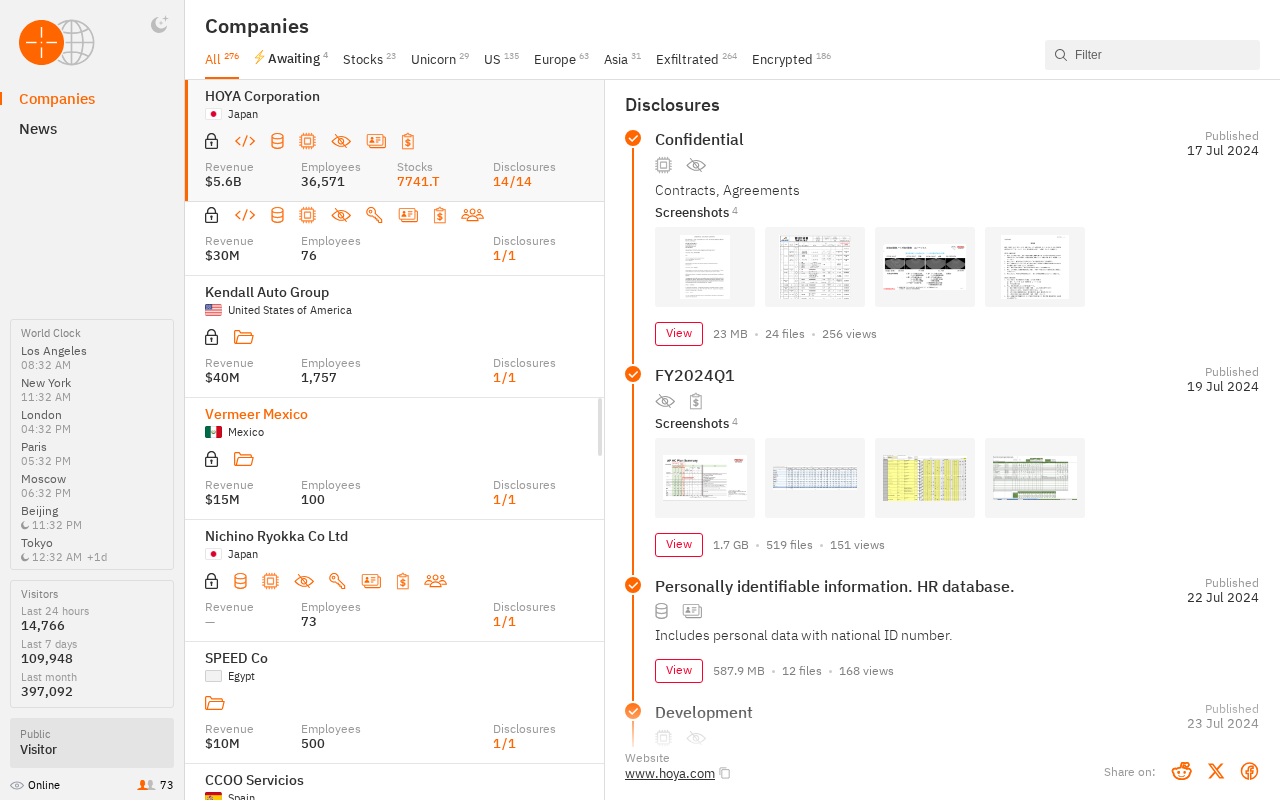 Companies
News
World Clock
Los Angeles
08:32 AM
New York
11:32 AM
London
04:32 PM
Paris
05:32 PM
Moscow
06:32 PM
Beijing
11:32 PM
Tokyo
12:32 AM +1d
Visitors
Last 24 hours
14,766
Last 7 days
109,948
Last month
397,092
Public
Visitor
Online 73
Companies
All 276 Awaiting 4 Stocks 23 Unicorn 29 US 135 Europe 63 Asia 31 Exfiltrated 264 Encrypted 186
Filter
HOYA Corporation
Japan
Revenue Employees Stocks Disclosures
$5.6B 36,571 7741.T 14/14
Revenue Employees Disclosures
$30M 76 1/1
Kendall Auto Group
United States of America
Revenue Employees Disclosures
$40M 1,757 1/1
Vermeer Mexico
Mexico
Revenue Employees Disclosures
$15M 100 1/1
Nichino Ryokka Co Ltd
Japan
Revenue Employees Disclosures
— 73 1/1
SPEED Co
Egypt
Revenue Employees Disclosures
$10M 500 1/1
CCOO Servicios
Spain
Disclosures
Confidential
Published
17 Jul 2024
Contracts, Agreements
Screenshots 4
View 23 MB • 24 files • 256 views
FY2024Q1
Published
19 Jul 2024
Screenshots 4
View 1.7 GB • 519 files • 151 views
Personally identifiable information. HR database.
Published
22 Jul 2024
Includes personal data with national ID number.
View 587.9 MB • 12 files • 168 views
Development
Published
23 Jul 2024
Website
www.hoya.com
Share on: